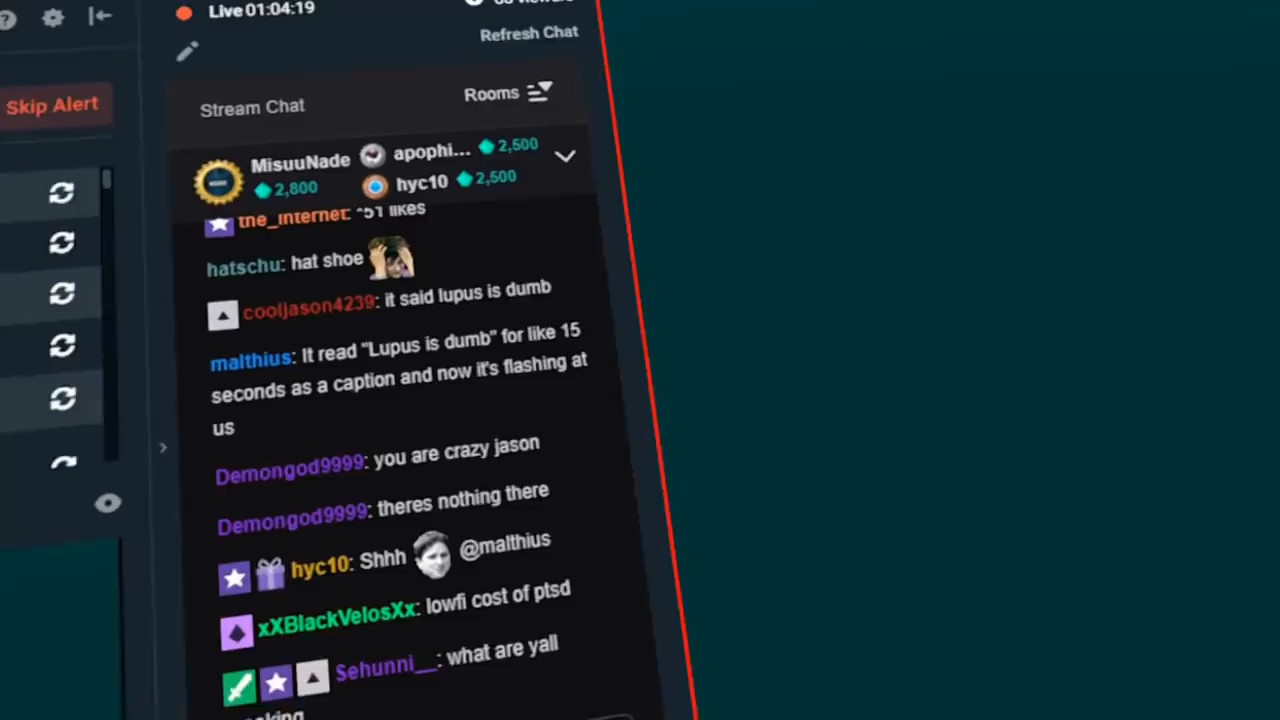 Live 01:04:19
Refresh Chat
Skip Alert
Stream Chat
Rooms
MisuuNade
2,800
apophi... 2,500
hyc10 2,500
the_internet: ^51 likes
hatschu: hat shoe
cooljason4239: it said lupus is dumb
malthius: It read "Lupus is dumb" for like 15
seconds as a caption and now it's flashing at
us
Demongod9999: you are crazy jason
Demongod9999: theres nothing there
hyc10: Shhh @malthius
xXBlackVelosXx: lowfi cost of ptsd
Sehunni__: what are yall